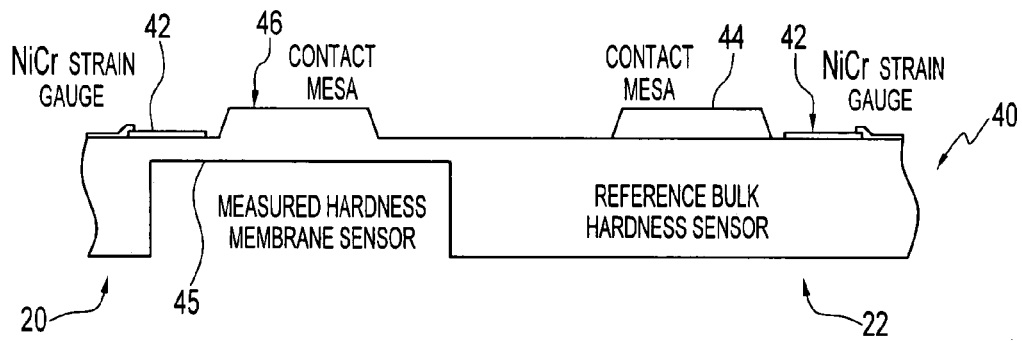 46
42
NiCr STRAIN
GAUGE
CONTACT
MESA
CONTACT
MESA
44
42
NiCr STRAIN
GAUGE
40
MEASURED HARDNESS
MEMBRANE SENSOR
REFERENCE BULK
HARDNESS SENSOR
20
45
22